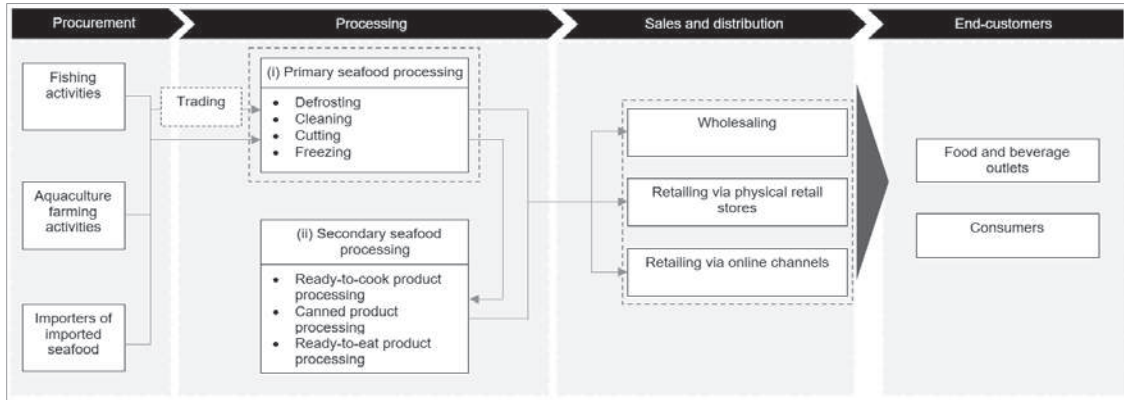 Procurement
Processing
Sales and distribution
End-customers
Fishing
activities
Aquaculture
farming
activities
Importers of
imported
seafood
Trading
(i) Primary seafood processing
• Defrosting
• Cleaning
• Cutting
• Freezing
(ii) Secondary seafood
processing
• Ready-to-cook product
processing
• Canned product
processing
• Ready-to-eat product
processing
Wholesaling
Retailing via physical retail
stores
Retailing via online channels
Food and beverage
outlets
Consumers